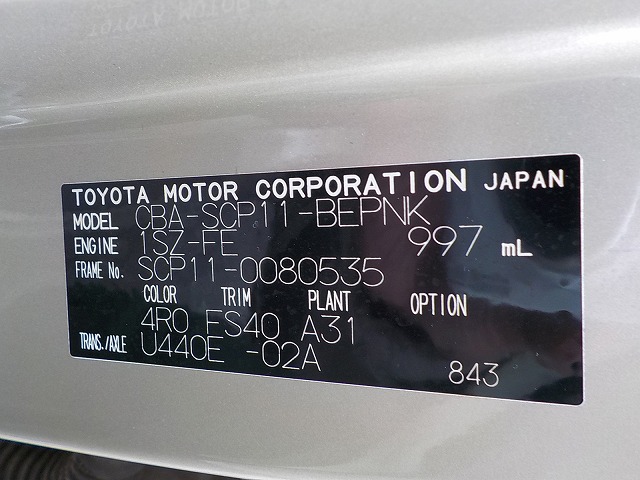 TOYOTA MOTOR CORPORATION JAPAN
MODEL CBA-SCP11-BEPNK
ENGINE 1SZ-FE 997 mL
FRAME No. SCP11-0080535
COLOR TRIM PLANT OPTION
4R0 FS40 A31
TRANS./AXLE U440E -02A
843